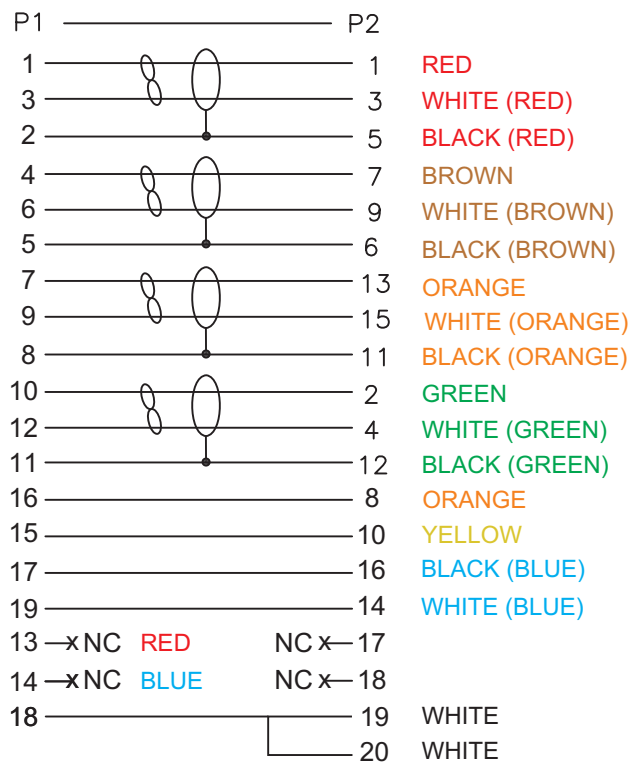 P1 P2
1 1 RED
3 3 WHITE (RED)
2 5 BLACK (RED)
4 7 BROWN
6 9 WHITE (BROWN)
5 6 BLACK (BROWN)
7 13 ORANGE
9 15 WHITE (ORANGE)
8 11 BLACK (ORANGE)
10 2 GREEN
12 4 WHITE (GREEN)
11 12 BLACK (GREEN)
16 8 ORANGE
15 10 YELLOW
17 16 BLACK (BLUE)
19 14 WHITE (BLUE)
13 x NC RED NC x 17
14 x NC BLUE NC x 18
18 19 WHITE
20 WHITE